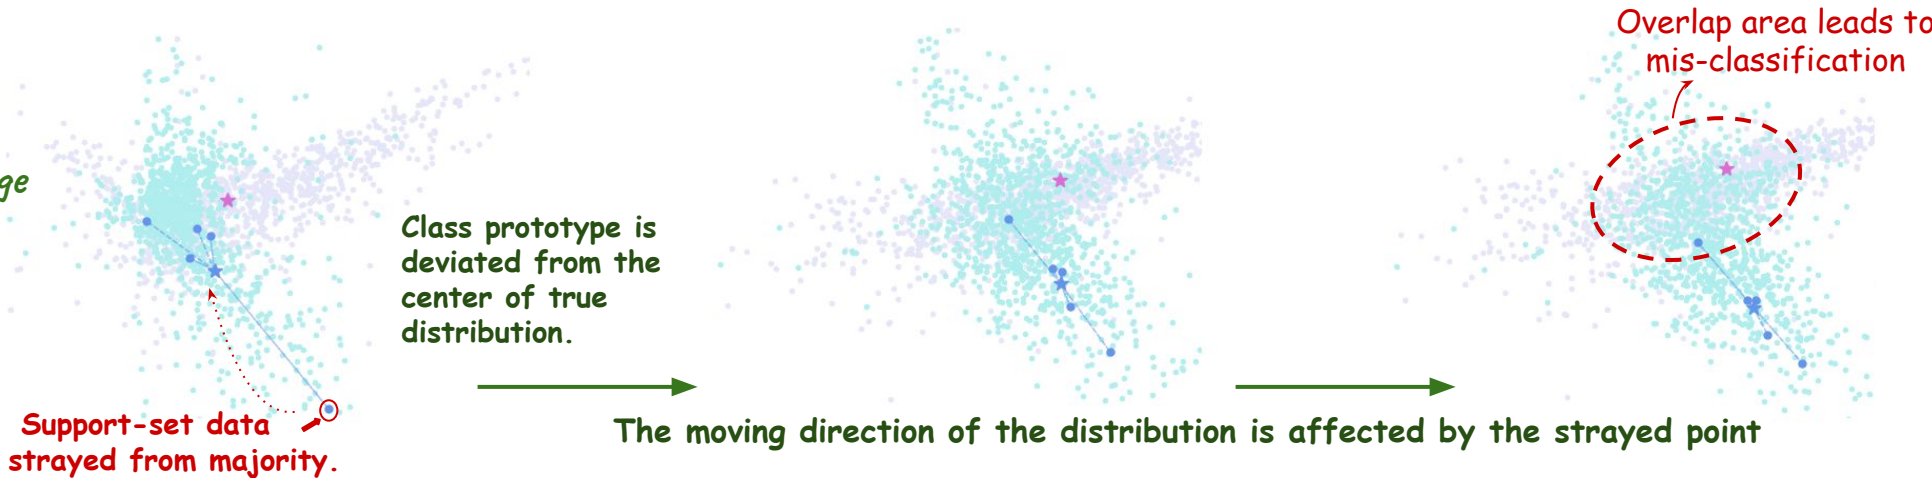 Overlap area leads to
mis-classification
ge
Class prototype is
deviated from the
center of true
distribution.
Support-set data
strayed from majority.
The moving direction of the distribution is affected by the strayed point